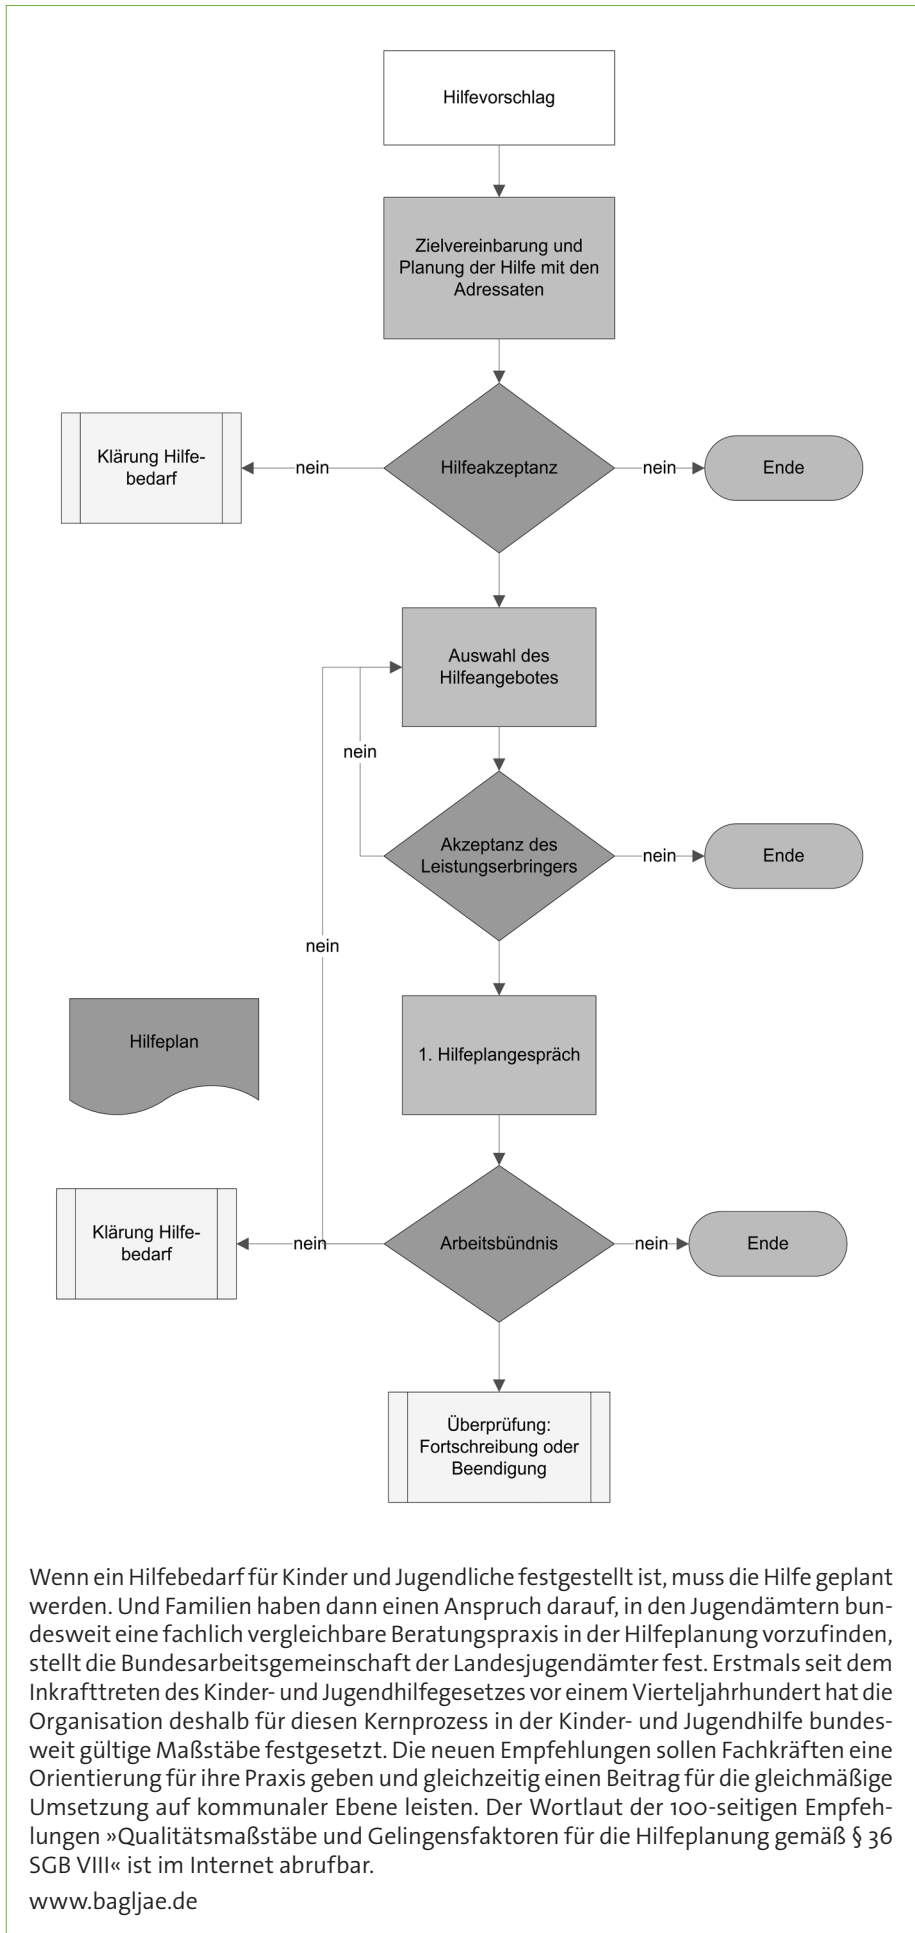 Hilfevorschlag
Zielvereinbarung und
Planung der Hilfe mit den
Adressaten
Klärung Hilfe-
bedarf
nein
Hilfeakzeptanz
nein
Ende
Auswahl des
Hilfeangebotes
nein
Akzeptanz des
Leistungserbringers
nein
Ende
nein
Hilfeplan
1. Hilfeplangespräch
Klärung Hilfe-
bedarf
nein
Arbeitsbündnis
nein
Ende
Überprüfung:
Fortschreibung oder
Beendigung
Wenn ein Hilfebedarf für Kinder und Jugendliche festgestellt ist, muss die Hilfe geplant
werden. Und Familien haben dann einen Anspruch darauf, in den Jugendämtern bun-
desweit eine fachlich vergleichbare Beratungspraxis in der Hilfeplanung vorzufinden,
stellt die Bundesarbeitsgemeinschaft der Landesjugendämter fest. Erstmals seit dem
Inkrafttreten des Kinder- und Jugendhilfegesetzes vor einem Vierteljahrhundert hat die
Organisation deshalb für diesen Kernprozess in der Kinder- und Jugendhilfe bundes-
weit gültige Maßstäbe festgesetzt. Die neuen Empfehlungen sollen Fachkräften eine
Orientierung für ihre Praxis geben und gleichzeitig einen Beitrag für die gleichmäßige
Umsetzung auf kommunaler Ebene leisten. Der Wortlaut der 100-seitigen Empfeh-
lungen »Qualitätsmaßstäbe und Gelingensfaktoren für die Hilfeplanung gemäß § 36
SGB VIII« ist im Internet abrufbar.
www.bagljae.de